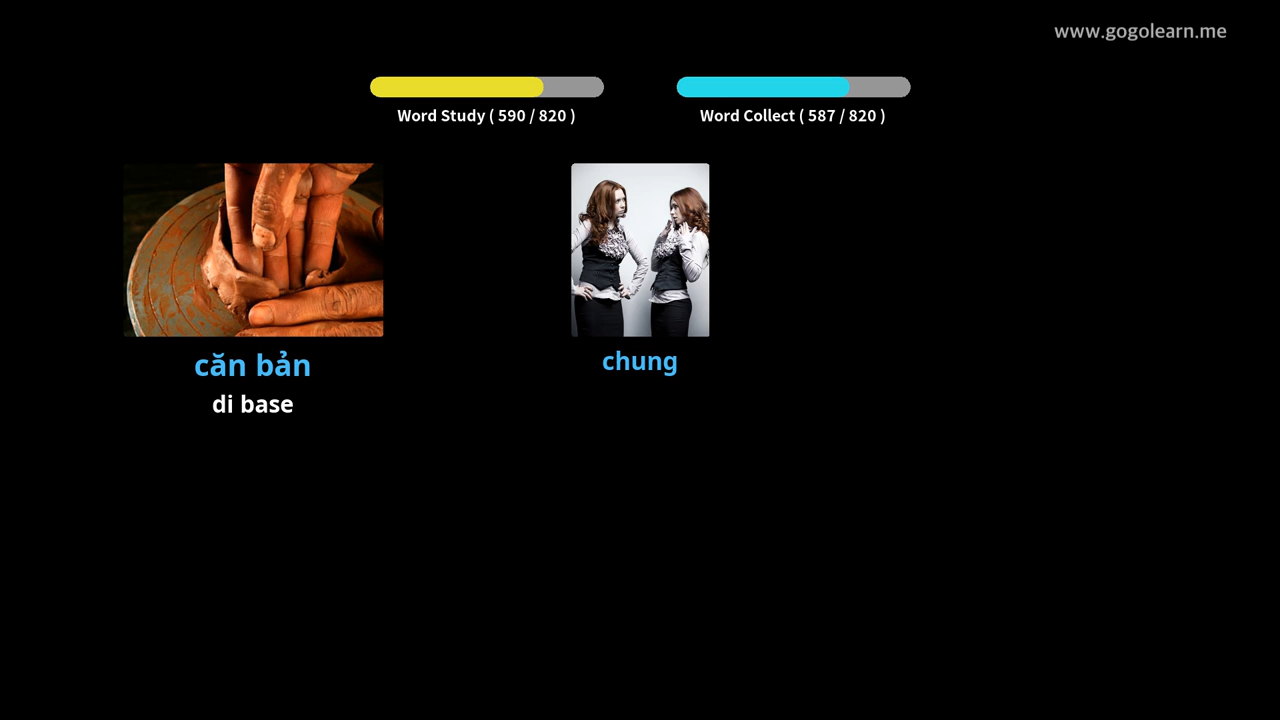 www.gogolearn.me
Word Study ( 590 / 820 )
Word Collect ( 587 / 820 )
căn bản
di base
chung